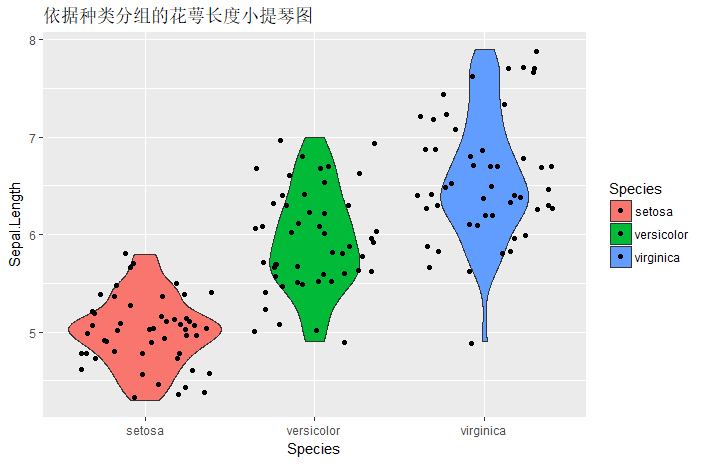 依据种类分组的花萼长度小提琴图
8
7
6
5
Sepal.Length
setosa
versicolor
virginica
Species
Species
setosa
versicolor
virginica